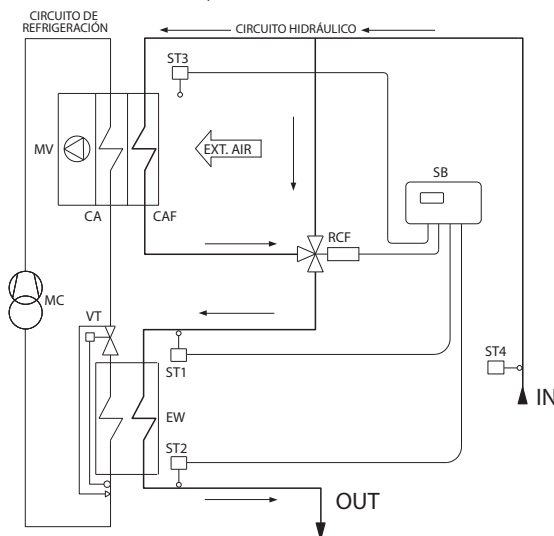 CIRCUITO DE
REFRIGERACIÓN
CIRCUITO HIDRÁULICO
ST3
MV
EXT. AIR
SB
CA
CAF
RCF
MC
VT
ST1
ST4
IN
EW
ST2
OUT